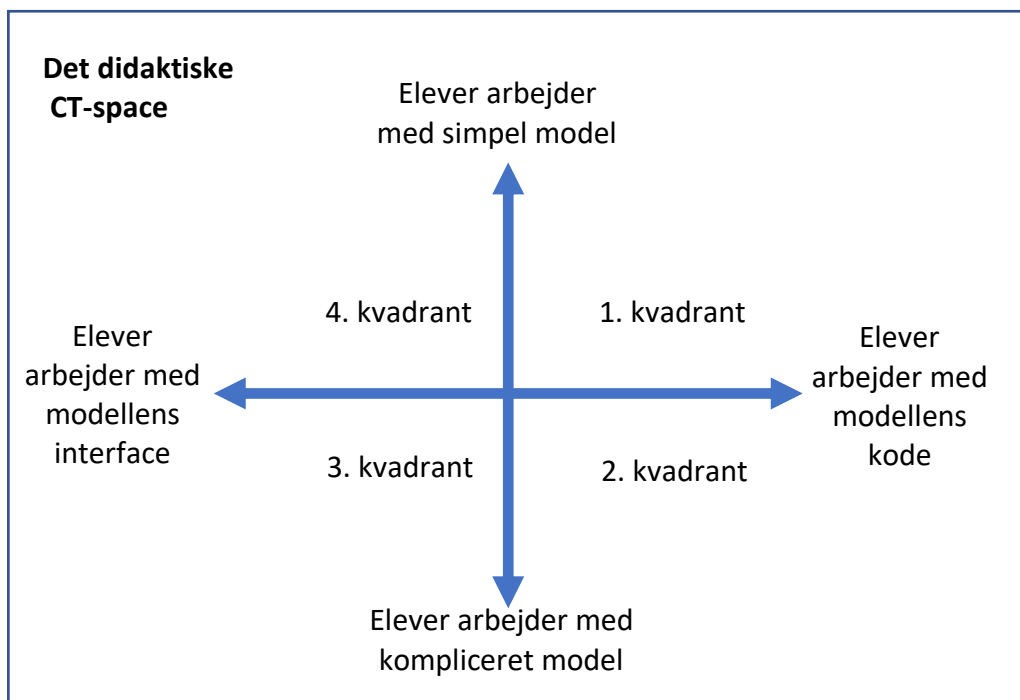 Det didaktiske
CT-space
Elever arbejder
med simpel model
4. kvadrant
1. kvadrant
Elever
arbejder med
modellens
interface
Elever
arbejder med
modellens
kode
3. kvadrant
2. kvadrant
Elever arbejder med
kompliceret model